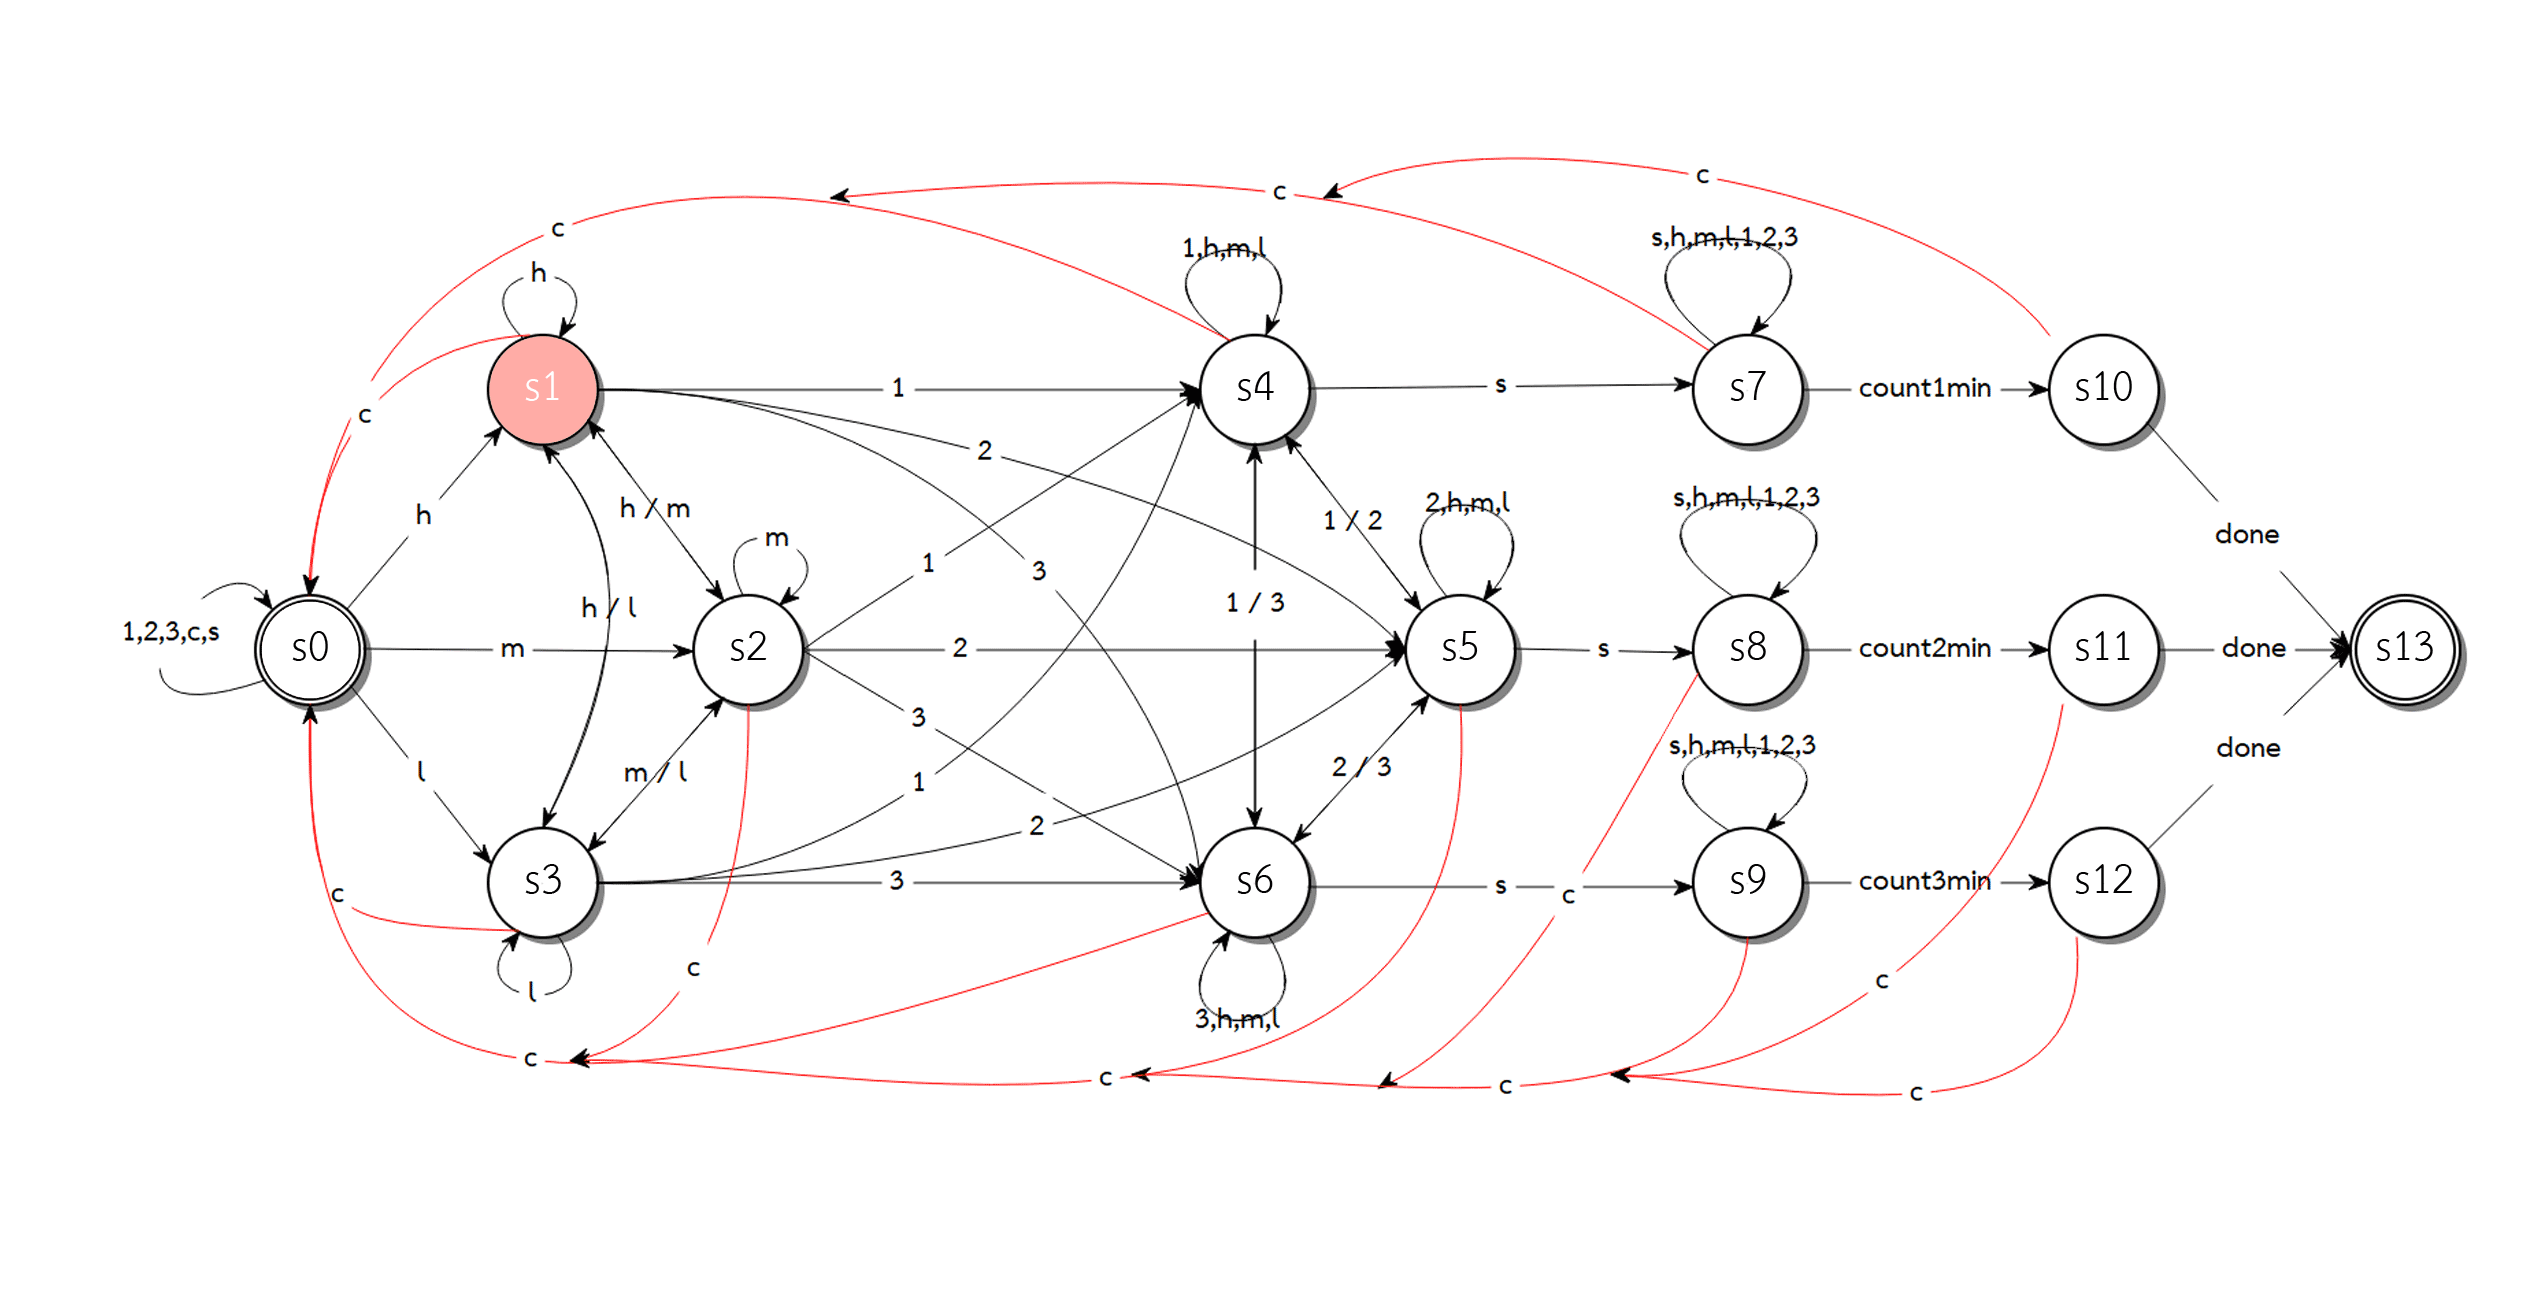 c
c
c
s,h,m,l,1,2,3
1,h,m,l
h
s1
1
s4
s
s7
count1min
s10
c
2
h
h / m
1 / 2
2,h,m,l
s,h,m,l,1,2,3
done
m
1
3
1 / 3
h / l
1,2,3,c,s
s0
m
s2
2
s5
s
s8
count2min
s11
done
s13
3
l
m / l
1
2 / 3
s,h,m,l,1,2,3
done
2
s3
3
s6
s
c
s9
count3min
s12
c
c
c
l
3,h,m,l
c
c
c
c